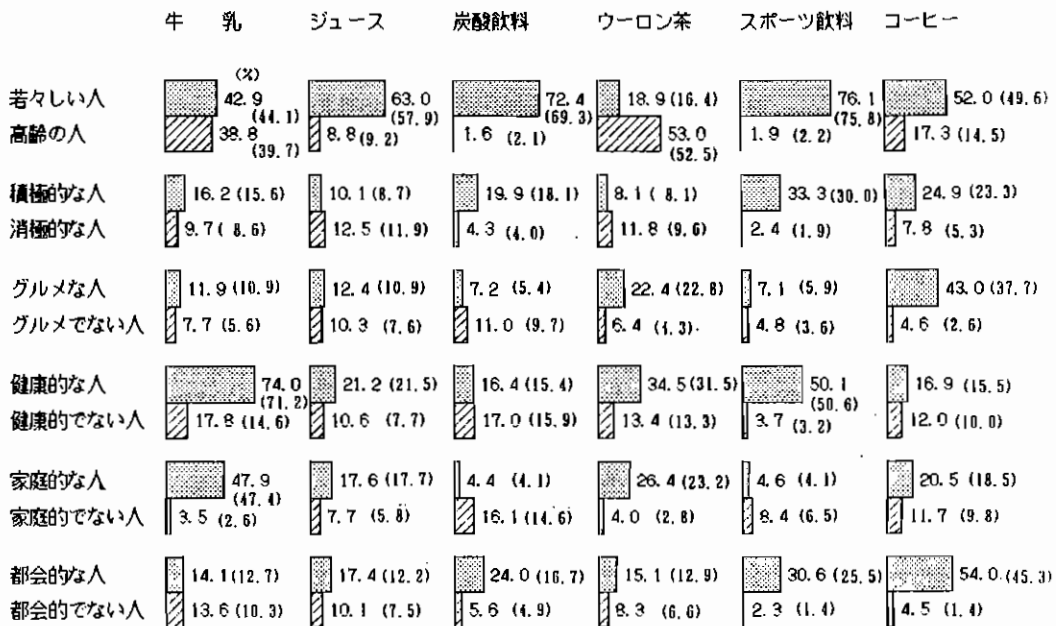 牛 乳 ジュース 炭酸飲料 ウーロン茶 スポーツ飲料 コーヒー
(%)
若々しい人 42.9 (44.1) 63.0 (57.9) 72.4 (69.3) 18.9 (16.4) 76.1 (75.8) 52.0 (49.6)
高齢の人 38.8 (39.7) 8.8 (9.2) 1.6 (2.1) 53.0 (52.5) 1.9 (2.2) 17.3 (14.5)
積極的な人 16.2 (15.6) 10.1 (8.7) 19.9 (18.1) 8.1 (8.1) 33.3 (30.0) 24.9 (23.3)
消極的な人 9.7 (8.6) 12.5 (11.9) 4.3 (4.0) 11.8 (9.6) 2.4 (1.9) 7.8 (5.3)
グルメな人 11.9 (10.9) 12.4 (10.9) 7.2 (5.4) 22.4 (22.8) 7.1 (5.9) 43.0 (37.7)
グルメでない人 7.7 (5.6) 10.3 (7.6) 11.0 (9.7) 6.4 4.8 (3.6) 4.6 (2.6)
健康的な人 74.0 (71.2) 21.2 (21.5) 16.4 (15.4) 34.5 (31.5) 50.1 (50.6) 16.9 (15.5)
健康的でない人 17.8 (14.6) 10.6 (7.7) 17.0 (15.9) 13.4 (13.3) 3.7 (3.2) 12.0 (10.0)
家庭的な人 47.9 (47.4) 17.6 (17.7) 4.4 (4.1) 26.4 (23.2) 4.6 (4.1) 20.5 (18.5)
家庭的でない人 3.5 (2.6) 7.7 (5.8) 16.1 (14.6) 4.0 (2.8) 8.4 (6.5) 11.7 (9.8)
都会的な人 14.1 (12.7) 17.4 (12.2) 24.0 (16.7) 15.1 (12.9) 30.6 (25.5) 54.0 (45.3)
都会的でない人 13.6 (10.3) 10.1 (7.5) 5.6 (4.9) 8.3 (6.6) 2.3 (1.4) 4.5 (1.4)